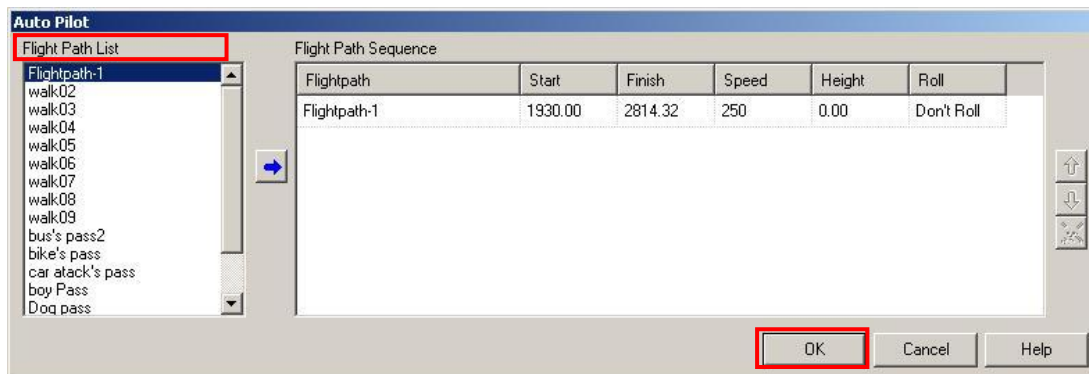 Auto Pilot
Flight Path List
Flight Path Sequence
Flightpath-1
walk02
walk03
walk04
walk05
walk06
walk07
walk08
walk09
bus's pass2
bike's pass
car atack's pass
boy Pass
Dog pass
Flightpath Start Finish Speed Height Roll
Flightpath-1 1930.00 2814.32 250 0.00 Don't Roll
OK Cancel Help